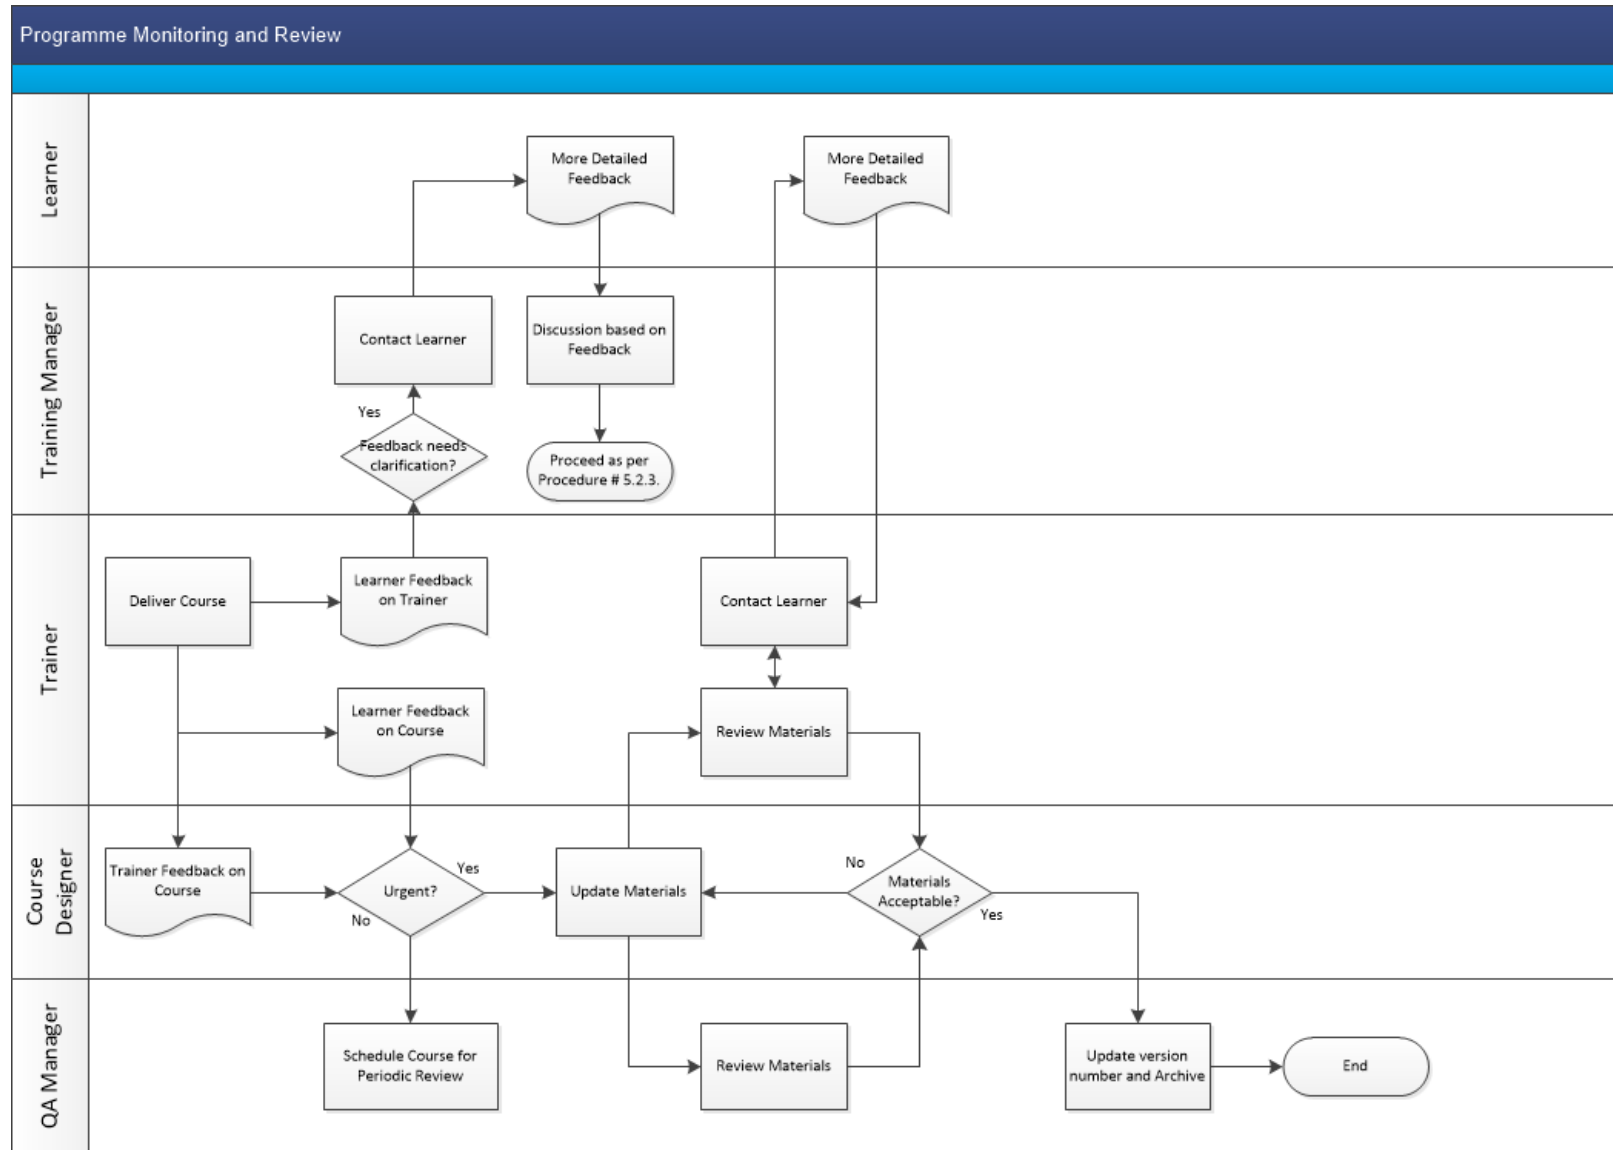 Programme Monitoring and Review
Learner
More Detailed
Feedback
More Detailed
Feedback
Training Manager
Contact Learner
Discussion based on
Feedback
Yes
Feedback needs
clarification?
Proceed as per
Procedure # 5.2.3.
Trainer
Deliver Course
Learner Feedback
on Trainer
Contact Learner
Learner Feedback
on Course
Review Materials
Course
Designer
Trainer Feedback on
Course
Urgent?
Yes
No
Update Materials
No
Materials
Acceptable?
Yes
QA Manager
Schedule Course for
Periodic Review
Review Materials
Update version
number and Archive
End